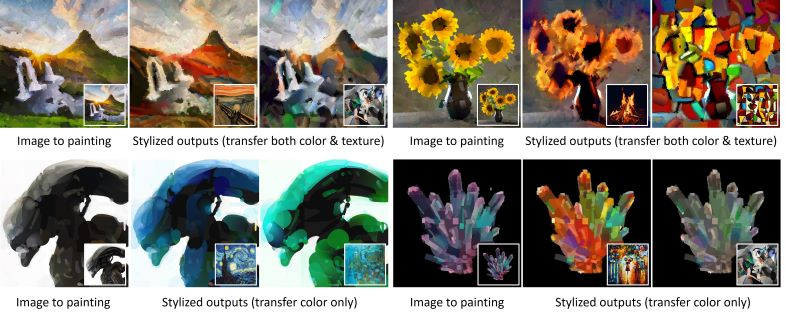 Image to painting
Stylized outputs (transfer both color & texture)
Image to painting
Stylized outputs (transfer both color & texture)
Image to painting
Stylized outputs (transfer color only)
Image to painting
Stylized outputs (transfer color only)